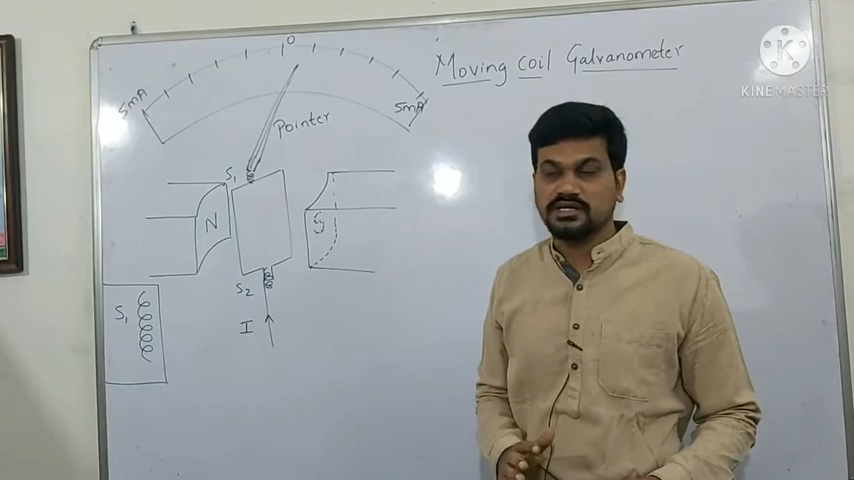 Moving coil Galvanometer
K
KINEMASTER
0
5mA
5mA
Pointer
S1
N
S
S2
I
S1